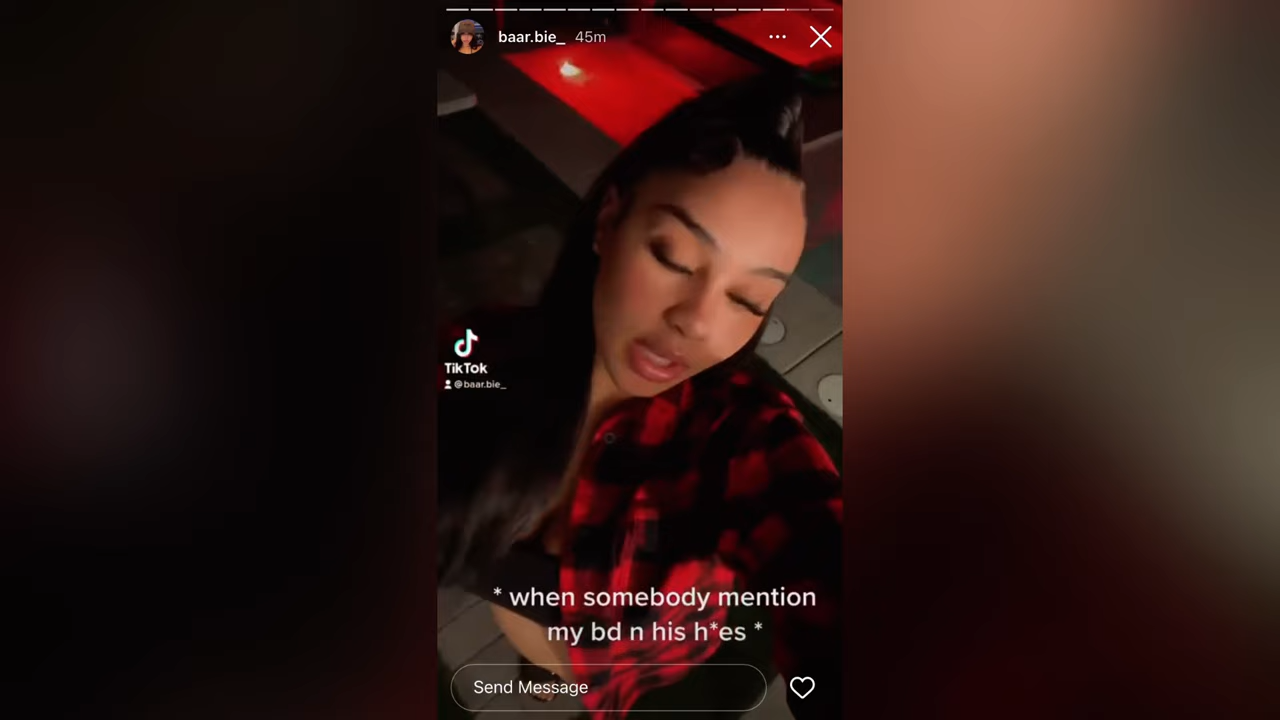 baar.bie_ 45m
TikTok
@baar.bie_
* when somebody mention
my bd n his h*es *
Send Message